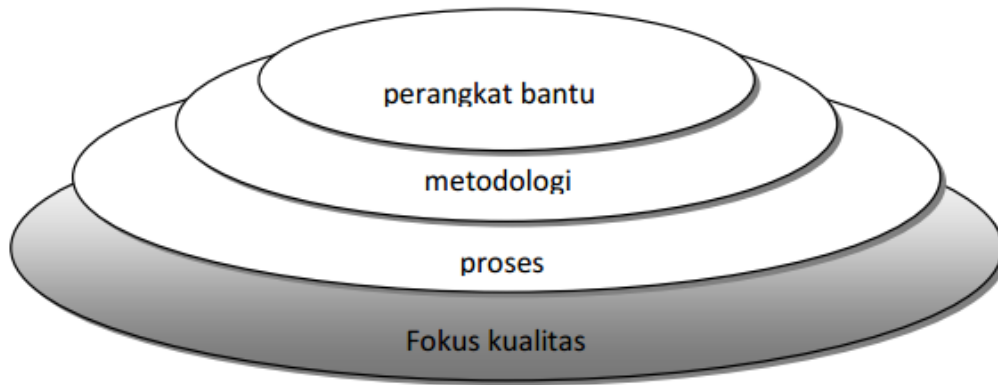 perangkat bantu
metodologi
proses
Fokus kualitas